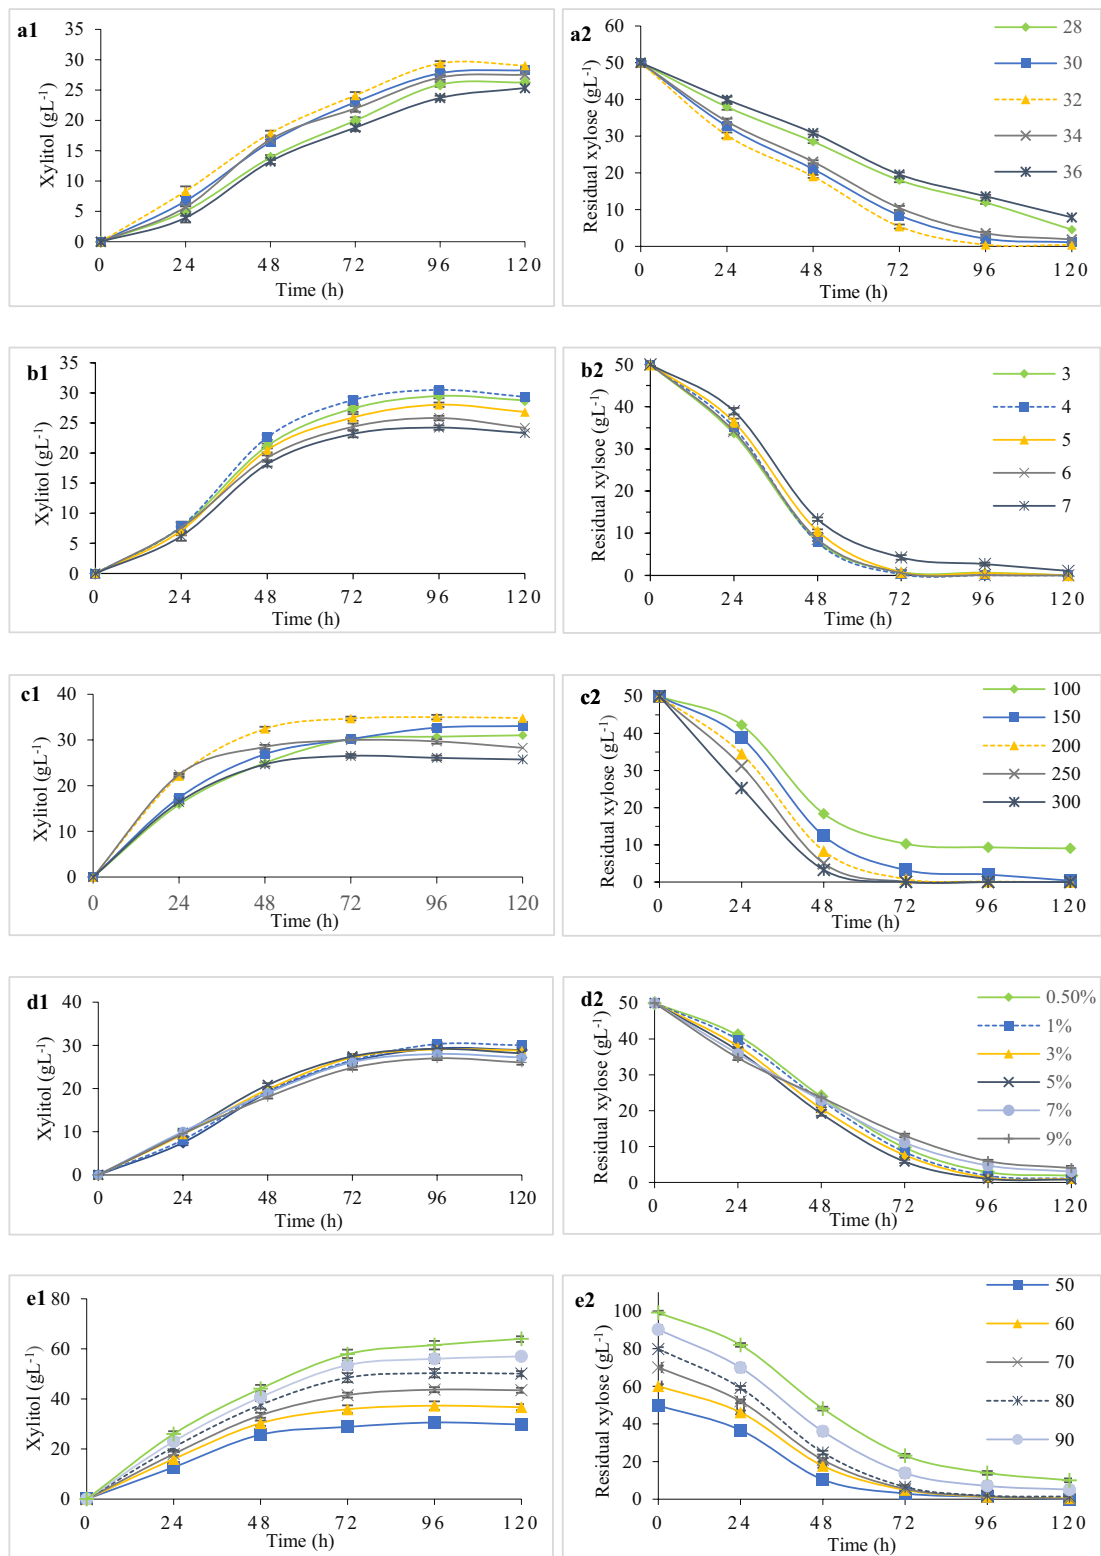 a1
Xylitol (gL-1)
35
30
25
20
15
10
5
0
0 24 48 72 96 120
Time (h)
a2
Residual xylose (gL-1)
60
50
40
30
20
10
0
0 24 48 72 96 120
Time (h)
28
30
32
34
36
b1
Xylitol (gL-1)
35
30
25
20
15
10
5
0
0 24 48 72 96 120
Time (h)
b2
Residual xylsoe (gL-1)
50
40
30
20
10
0
0 24 48 72 96 120
Time (h)
3
4
5
6
7
c1
Xylitol (gL-1)
40
30
20
10
0
0 24 48 72 96 120
Time (h)
c2
Residual xylose (gL-1)
50
40
30
20
10
0
0 24 48 72 96 120
Time (h)
100
150
200
250
300
d1
Xylitol (gL-1)
40
30
20
10
0
0 24 48 72 96 120
Time (h)
d2
Residual xylose (gL-1)
50
40
30
20
10
0
0 24 48 72 96 120
Time (h)
0.50%
1%
3%
5%
7%
9%
e1
Xylitol (gL-1)
80
60
40
20
0
0 24 48 72 96 120
Time (h)
e2
Residual xylose (gL-1)
100
80
60
40
20
0
0 24 48 72 96 120
Time (h)
50
60
70
80
90